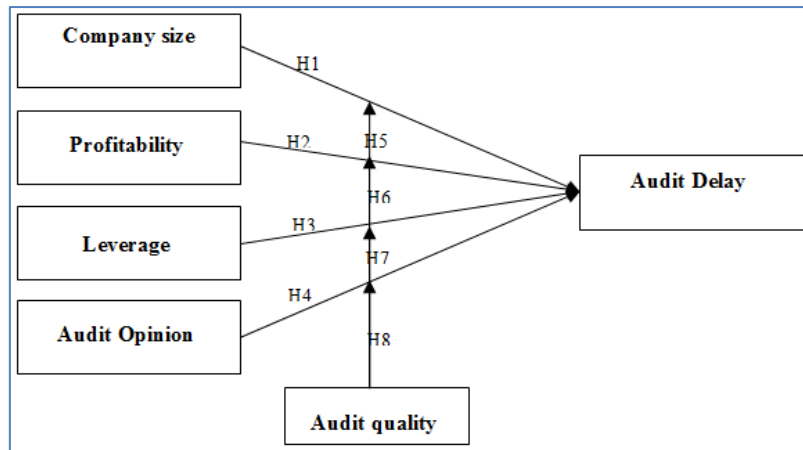 Company size
H1
Profitability
H2
H5
Audit Delay
H6
Leverage
H3
H7
H4
Audit Opinion
H8
Audit quality